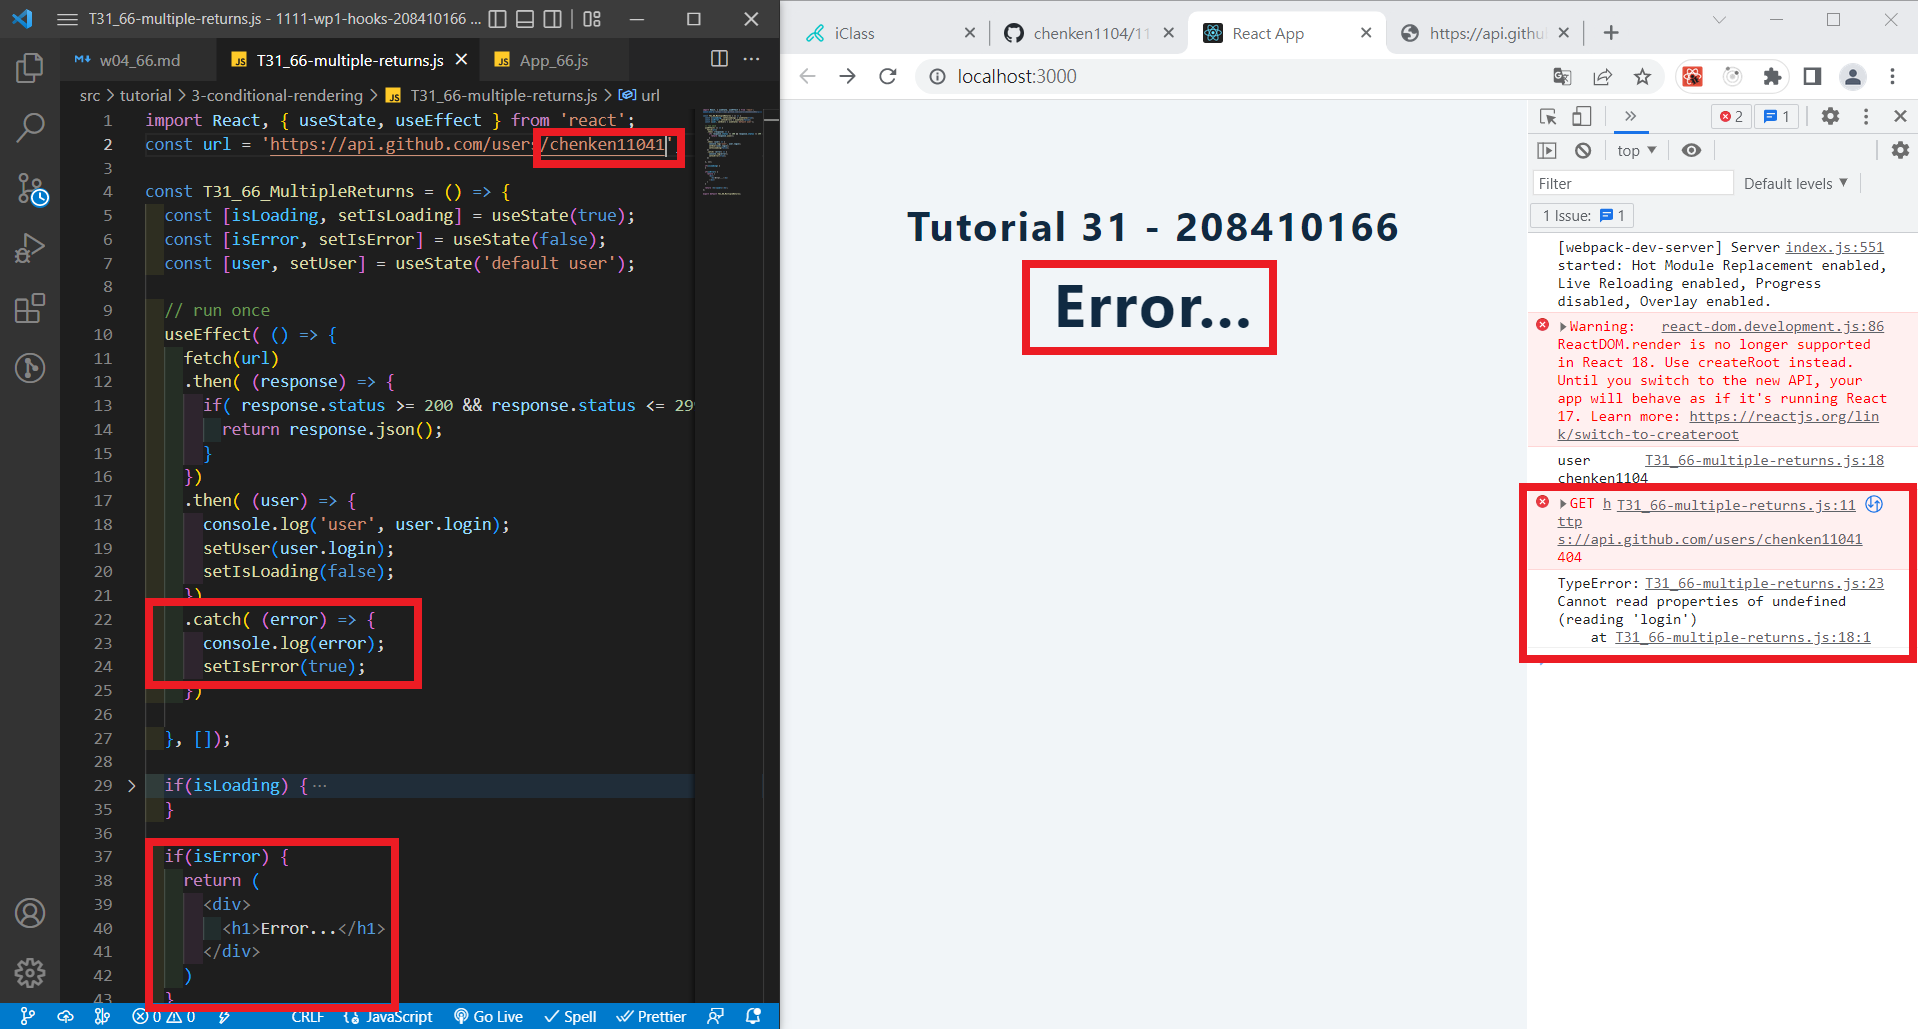 T31_66-multiple-returns.js - 1111-wp1-hooks-208410166 ...
w04_66.md
T31_66-multiple-returns.js
App_66.js
src > tutorial > 3-conditional-rendering > T31_66-multiple-returns.js > url
1 import React, { useState, useEffect } from 'react';
2 const url = 'https://api.github.com/users/chenken11041'
3
4 const T31_66_MultipleReturns = () => {
5 const [isLoading, setIsLoading] = useState(true);
6 const [isError, setIsError] = useState(false);
7 const [user, setUser] = useState('default user');
8
9 // run once
10 useEffect( () => {
11 fetch(url)
12 .then( (response) => {
13 if( response.status >= 200 && response.status <= 29
14 return response.json();
15 }
16 })
17 .then( (user) => {
18 console.log('user', user.login);
19 setUser(user.login);
20 setIsLoading(false);
21 })
22 .catch( (error) => {
23 console.log(error);
24 setIsError(true);
25 })
26
27 }, []);
28
29 if(isLoading) { ...
35 }
36
37 if(isError) {
38 return (
39 <div>
40 <h1>Error...</h1>
41 </div>
42 )
43 }
0 0 CRLF JavaScript Go Live Spell Prettier
iClass
chenken1104/11
React App
https://api.githu
localhost:3000
Tutorial 31 - 208410166
Error...
2 1
top
Filter
Default levels
1 Issue: 1
[webpack-dev-server] Server index.js:551
started: Hot Module Replacement enabled,
Live Reloading enabled, Progress
disabled, Overlay enabled.
Warning: react-dom.development.js:86
ReactDOM.render is no longer supported
in React 18. Use createRoot instead.
Until you switch to the new API, your
app will behave as if it's running React
17. Learn more: https://reactjs.org/lin
k/switch-to-createroot
user T31_66-multiple-returns.js:18
chenken1104
GET h T31_66-multiple-returns.js:11
ttp
s://api.github.com/users/chenken11041
404
TypeError: T31_66-multiple-returns.js:23
Cannot read properties of undefined
(reading 'login')
at T31_66-multiple-returns.js:18:1